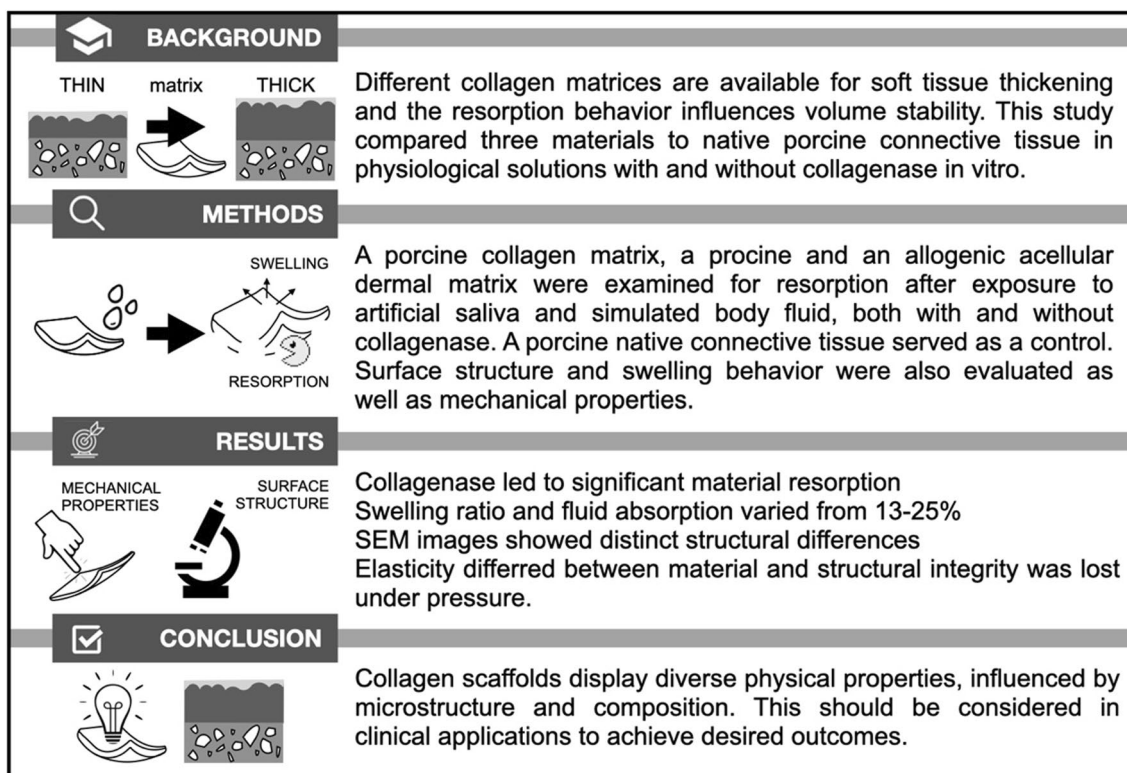 BACKGROUND
THIN matrix THICK
Different collagen matrices are available for soft tissue thickening
and the resorption behavior influences volume stability. This study
compared three materials to native porcine connective tissue in
physiological solutions with and without collagenase in vitro.
METHODS
SWELLING
RESORPTION
A porcine collagen matrix, a procine and an allogenic acellular
dermal matrix were examined for resorption after exposure to
artificial saliva and simulated body fluid, both with and without
collagenase. A porcine native connective tissue served as a control.
Surface structure and swelling behavior were also evaluated as
well as mechanical properties.
RESULTS
MECHANICAL
PROPERTIES
SURFACE
STRUCTURE
Collagenase led to significant material resorption
Swelling ratio and fluid absorption varied from 13-25%
SEM images showed distinct structural differences
Elasticity differred between material and structural integrity was lost
under pressure.
CONCLUSION
Collagen scaffolds display diverse physical properties, influenced by
microstructure and composition. This should be considered in
clinical applications to achieve desired outcomes.